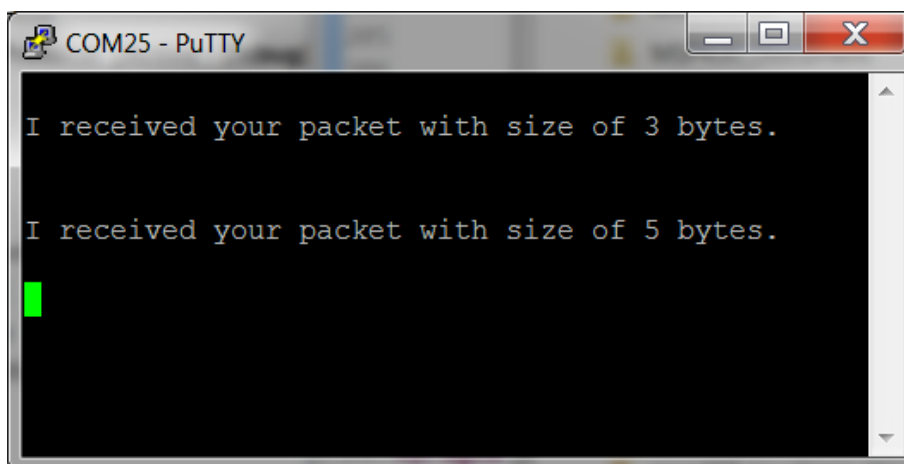 COM25 - PuTTY
I received your packet with size of 3 bytes.
I received your packet with size of 5 bytes.